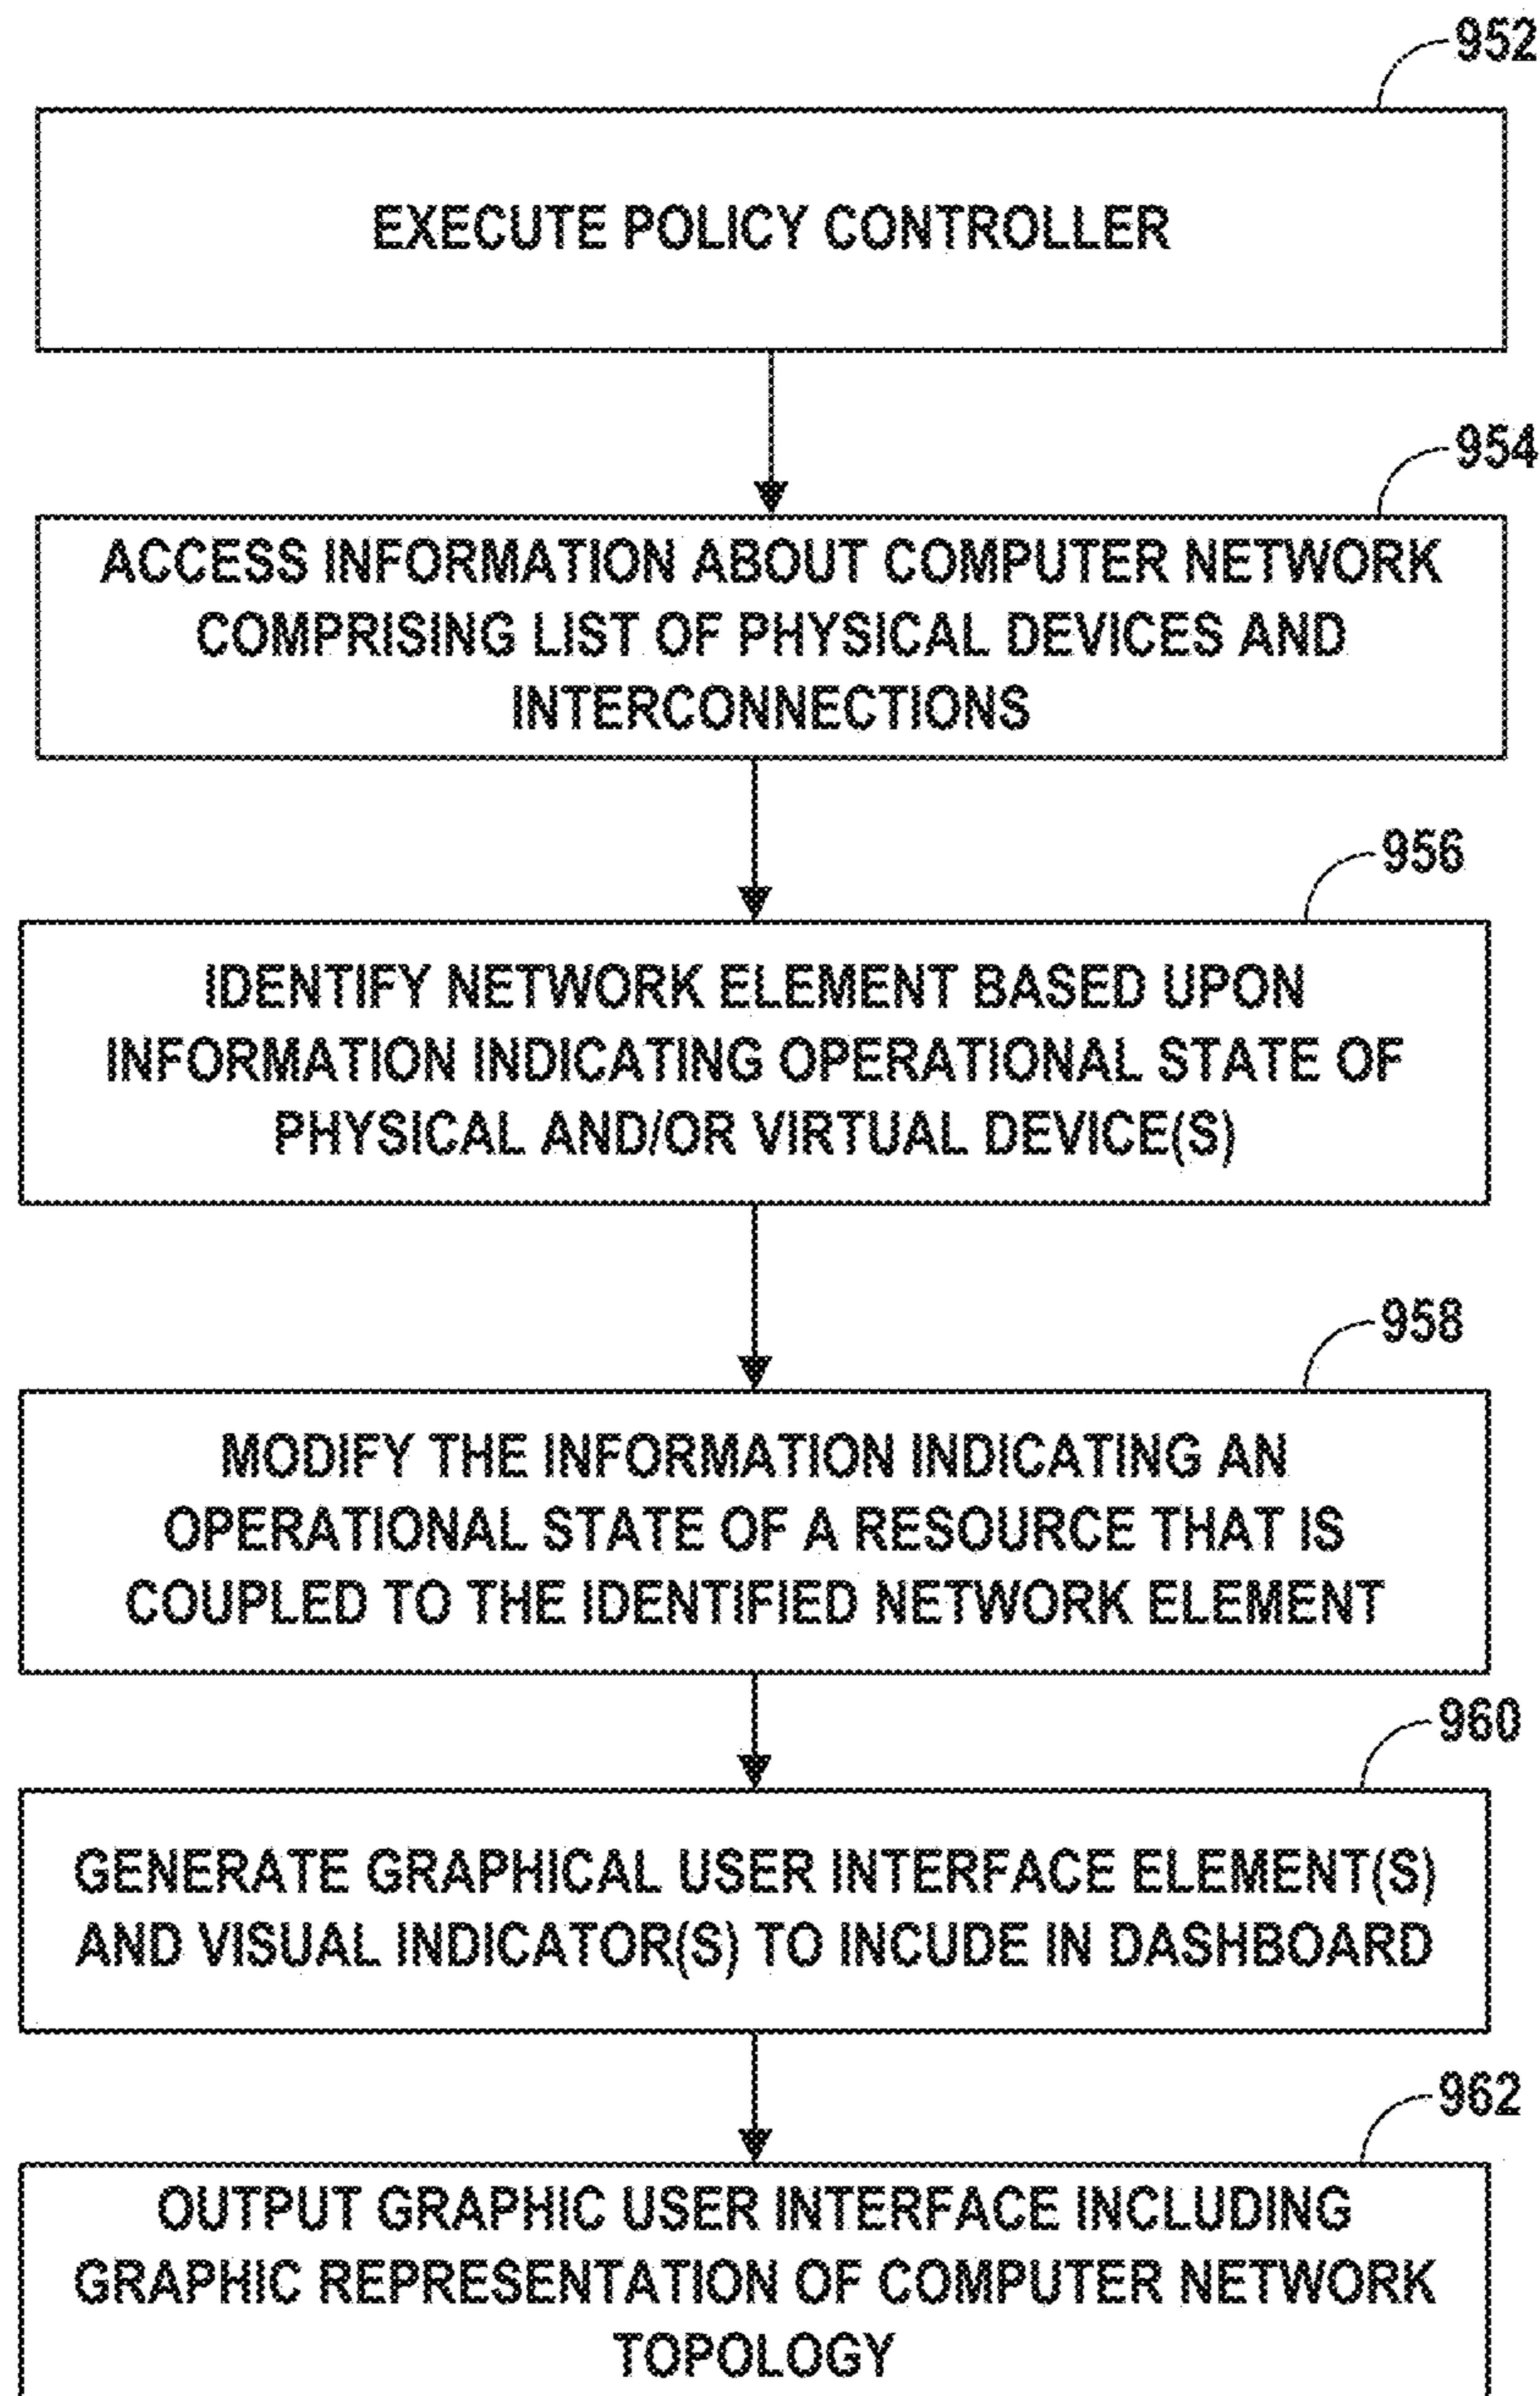 952
EXECUTE POLICY CONTROLLER
954
ACCESS INFORMATION ABOUT COMPUTER NETWORK
COMPRISING LIST OF PHYSICAL DEVICES AND
INTERCONNECTIONS
956
IDENTIFY NETWORK ELEMENT BASED UPON
INFORMATION INDICATING OPERATIONAL STATE OF
PHYSICAL AND/OR VIRTUAL DEVICE(S)
958
MODIFY THE INFORMATION INDICATING AN
OPERATIONAL STATE OF A RESOURCE THAT IS
COUPLED TO THE IDENTIFIED NETWORK ELEMENT
960
GENERATE GRAPHICAL USER INTERFACE ELEMENT(S)
AND VISUAL INDICATOR(S) TO INCUDE IN DASHBOARD
962
OUTPUT GRAPHIC USER INTERFACE INCLUDING
GRAPHIC REPRESENTATION OF COMPUTER NETWORK
TOPOLOGY